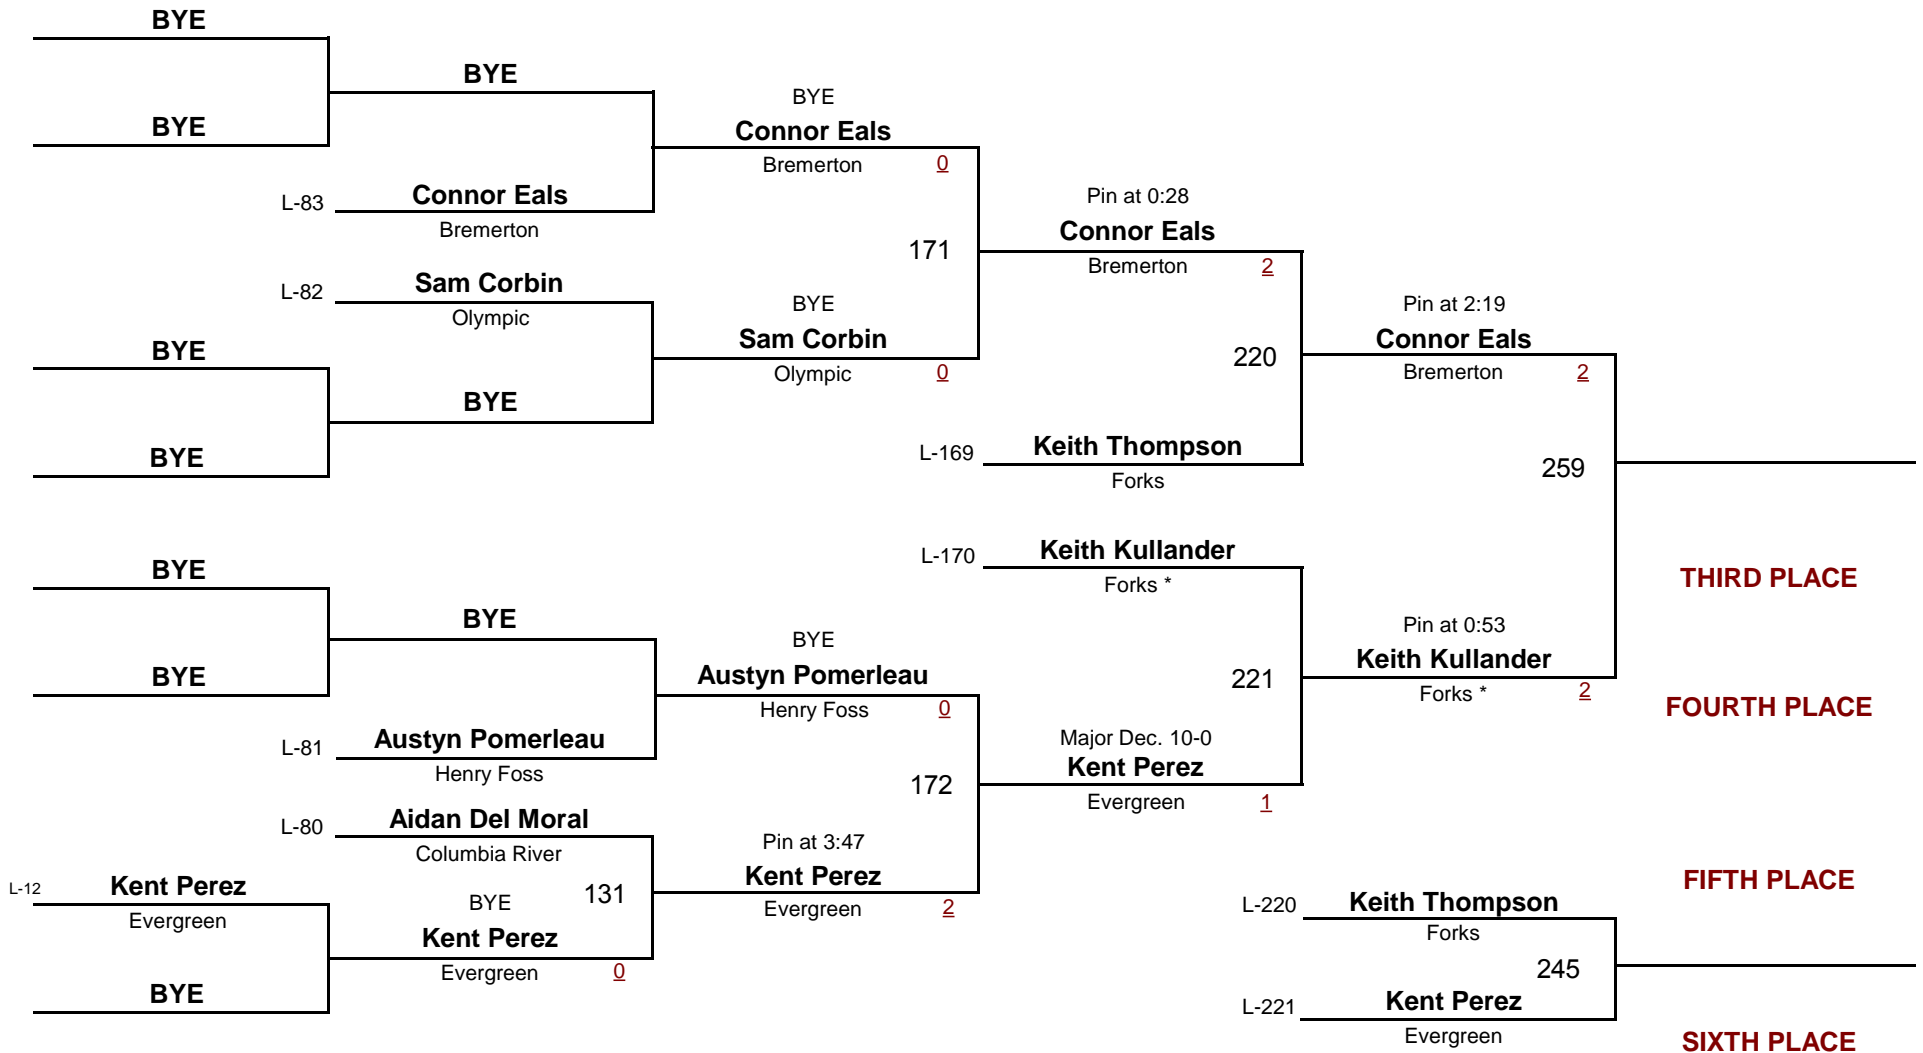 BYE
BYE
BYE
BYE
Connor Eals
BYE
Bremerton
0
L-83
Connor Eals
Bremerton
Pin at 0:28
Connor Eals
171
Bremerton
2
L-82
Sam Corbin
Olympic
BYE
Sam Corbin
Olympic
0
Pin at 2:19
Connor Eals
Bremerton
2
BYE
220
BYE
BYE
L-169
Keith Thompson
Forks
259
L-170
Keith Kullander
Forks *
BYE
THIRD PLACE
BYE
BYE
Austyn Pomerleau
Henry Foss
0
Pin at 0:53
Keith Kullander
Forks *
2
BYE
221
FOURTH PLACE
L-81
Austyn Pomerleau
Henry Foss
Major Dec. 10-0
Kent Perez
Evergreen
1
172
L-80
Aidan Del Moral
Columbia River
Pin at 3:47
Kent Perez
Evergreen
2
L-12
Kent Perez
Evergreen
131
BYE
Kent Perez
Evergreen
0
BYE
FIFTH PLACE
L-220
Keith Thompson
Forks
245
L-221
Kent Perez
Evergreen
SIXTH PLACE